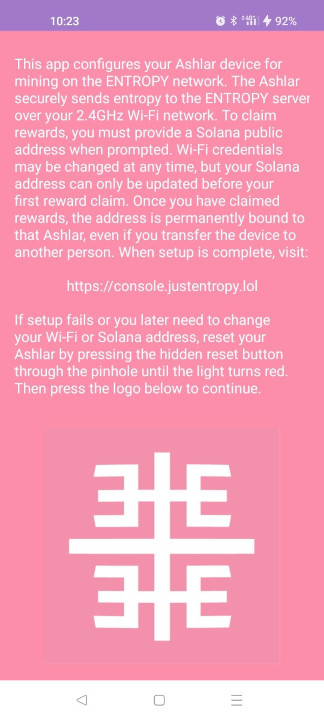 10:23
92%
This app configures your Ashlar device for
mining on the ENTROPY network. The Ashlar
securely sends entropy to the ENTROPY server
over your 2.4GHz Wi-Fi network. To claim
rewards, you must provide a Solana public
address when prompted. Wi-Fi credentials
may be changed at any time, but your Solana
address can only be updated before your
first reward claim. Once you have claimed
rewards, the address is permanently bound to
that Ashlar, even if you transfer the device to
another person. When setup is complete, visit:
https://console.justentropy.lol
If setup fails or you later need to change
your Wi-Fi or Solana address, reset your
Ashlar by pressing the hidden reset button
through the pinhole until the light turns red.
Then press the logo below to continue.